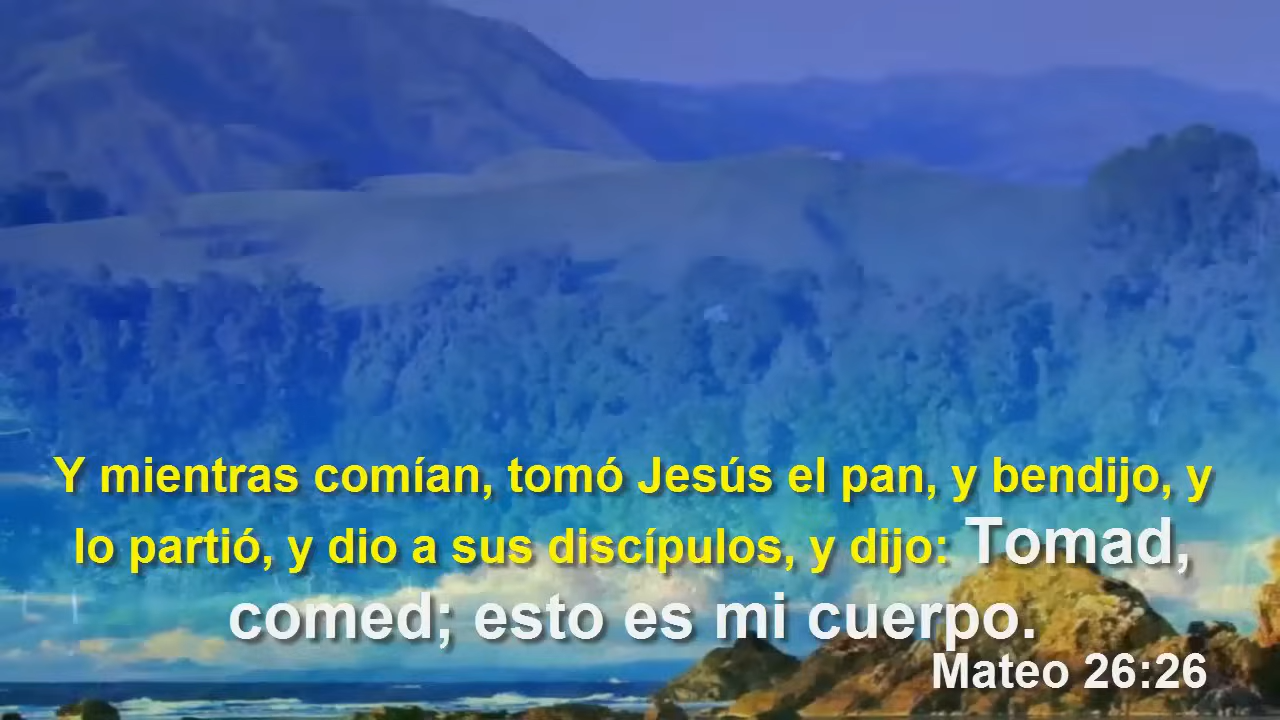 Y mientras comían, tomó Jesús el pan, y bendijo, y
lo partió, y dio a sus discípulos, y dijo: Tomad,
comed; esto es mi cuerpo.
Mateo 26:26